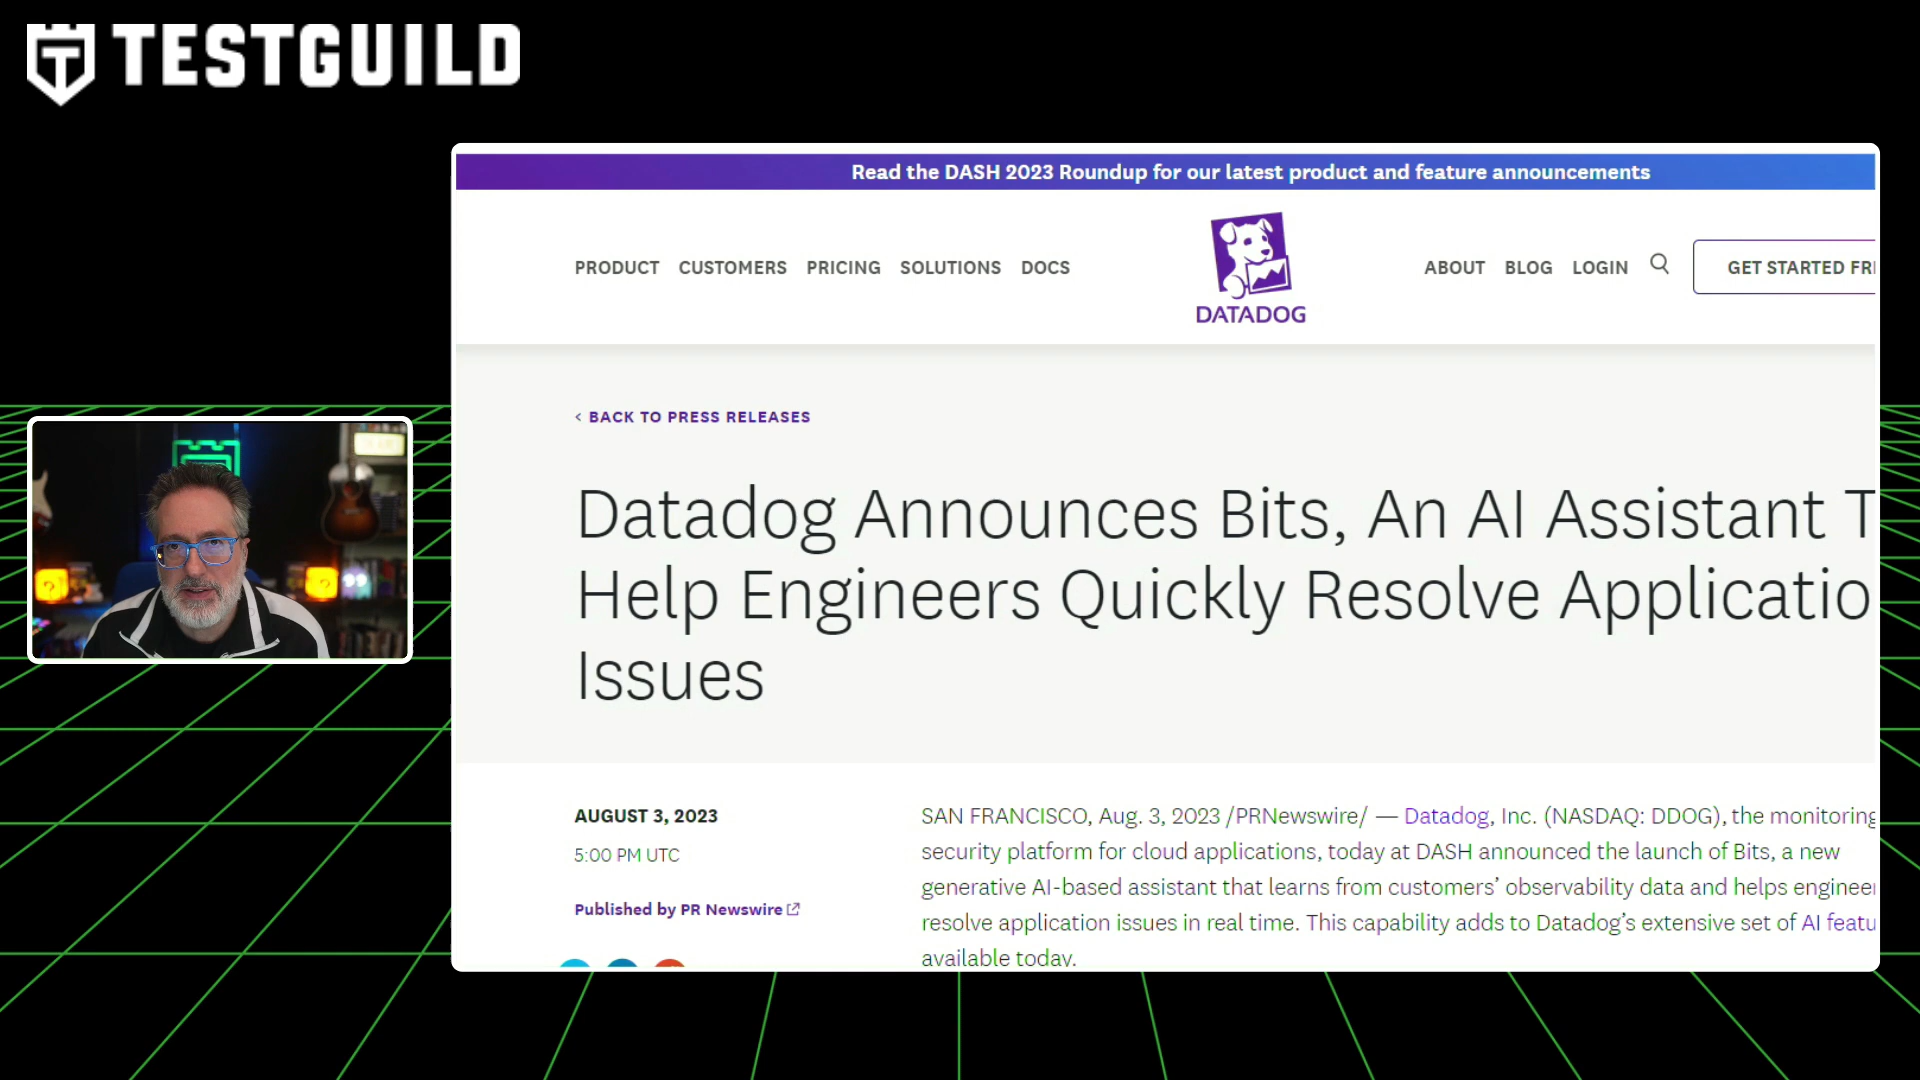 TESTGUILD
Read the DASH 2023 Roundup for our latest product and feature announcements
PRODUCT CUSTOMERS PRICING SOLUTIONS DOCS
DATADOG
ABOUT BLOG LOGIN
GET STARTED FR
< BACK TO PRESS RELEASES
Datadog Announces Bits, An AI Assistant T
Help Engineers Quickly Resolve Applicatio
Issues
AUGUST 3, 2023
5:00 PM UTC
Published by PR Newswire
SAN FRANCISCO, Aug. 3, 2023 /PRNewswire/ — Datadog, Inc. (NASDAQ: DDOG), the monitoring
security platform for cloud applications, today at DASH announced the launch of Bits, a new
generative AI-based assistant that learns from customers’ observability data and helps enginee
resolve application issues in real time. This capability adds to Datadog’s extensive set of AI featu
available today.